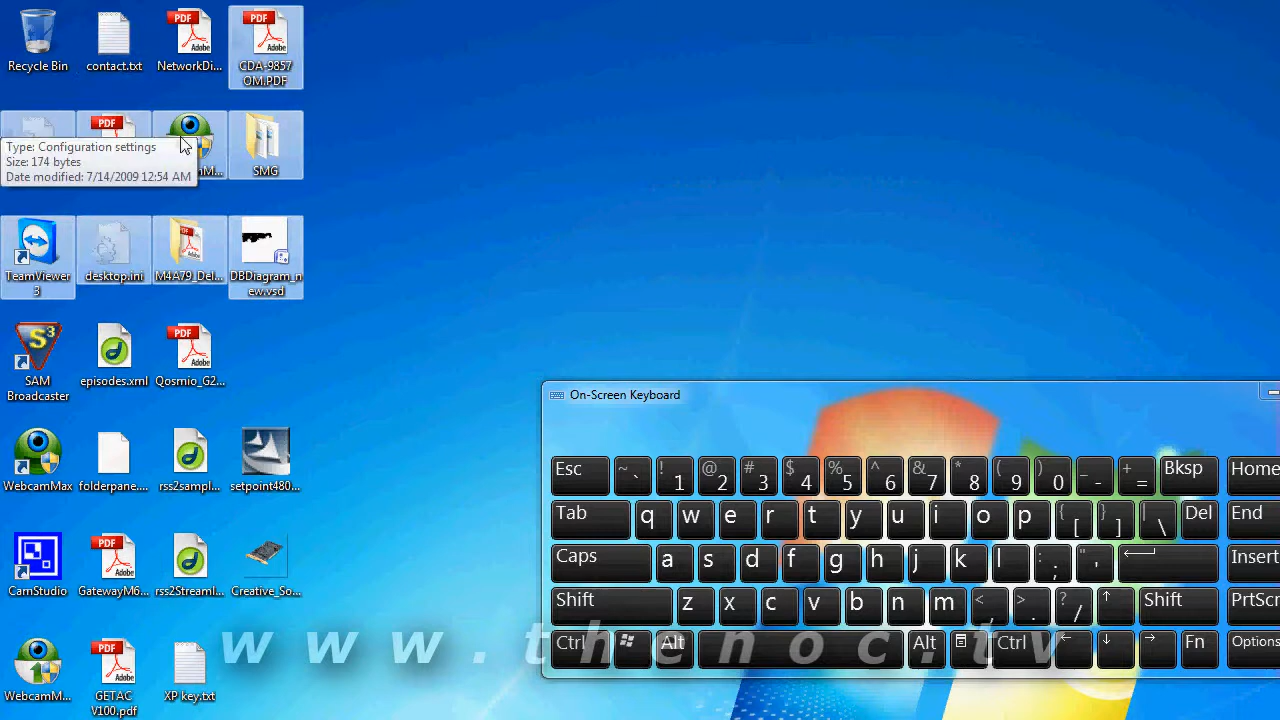 Recycle Bin
contact.txt
NetworkDi...
CDA-9857
OM.PDF
Type: Configuration settings
Size: 174 bytes
Date modified: 7/14/2009 12:54 AM
SMG
TeamViewer
3
desktop.ini
M4A79_Del...
DBDiagram_n
ew.vsd
SAM
Broadcaster
episodes.xml
Qosmio_G2...
WebcamMax
folderpane....
rss2sampl...
setpoint480...
CamStudio
GatewayM6...
rss2Streaml...
Creative_So...
WebcamM...
GETAC
V100.pdf
XP key.txt
On-Screen Keyboard
Esc ~ ` ! 1 @ 2 # 3 $ 4 % 5 ^ 6 & 7 * 8 ( 9 ) 0 _ - + = Bksp Home
Tab q w e r t y u i o p { [ } ] | \ Del End
Caps a s d f g h j k l : ; " ' Insert
Shift z x c v b n m < , > . ? / ↑ Shift PrtScr
Ctrl Alt Alt Ctrl ← ↓ → Fn Options
www.thenoc.tv